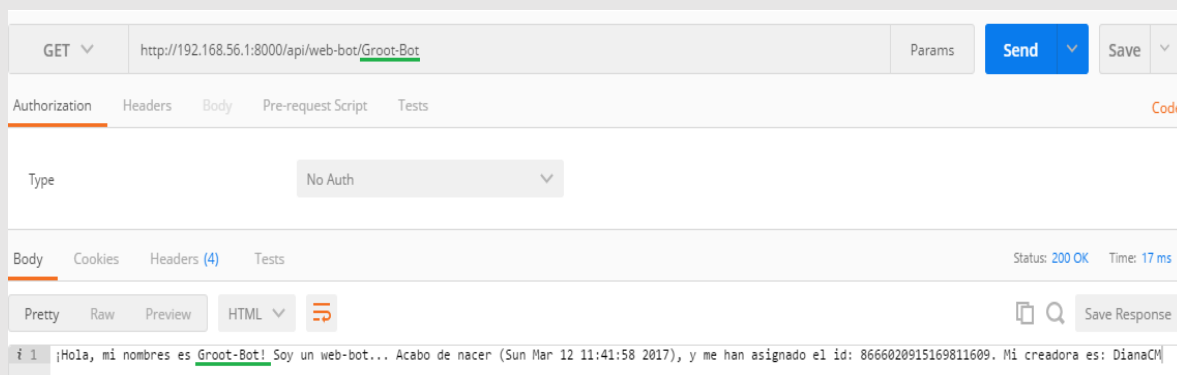 GET http://192.168.56.1:8000/api/web-bot/Groot-Bot Params Send Save
Authorization Headers Body Pre-request Script Tests Code
Type No Auth
Body Cookies Headers (4) Tests Status: 200 OK Time: 17 ms
Pretty Raw Preview HTML Save Response
i 1 ¡Hola, mi nombres es Groot-Bot! Soy un web-bot... Acabo de nacer (Sun Mar 12 11:41:58 2017), y me han asignado el id: 8666020915169811609. Mi creadora es: DianaCM